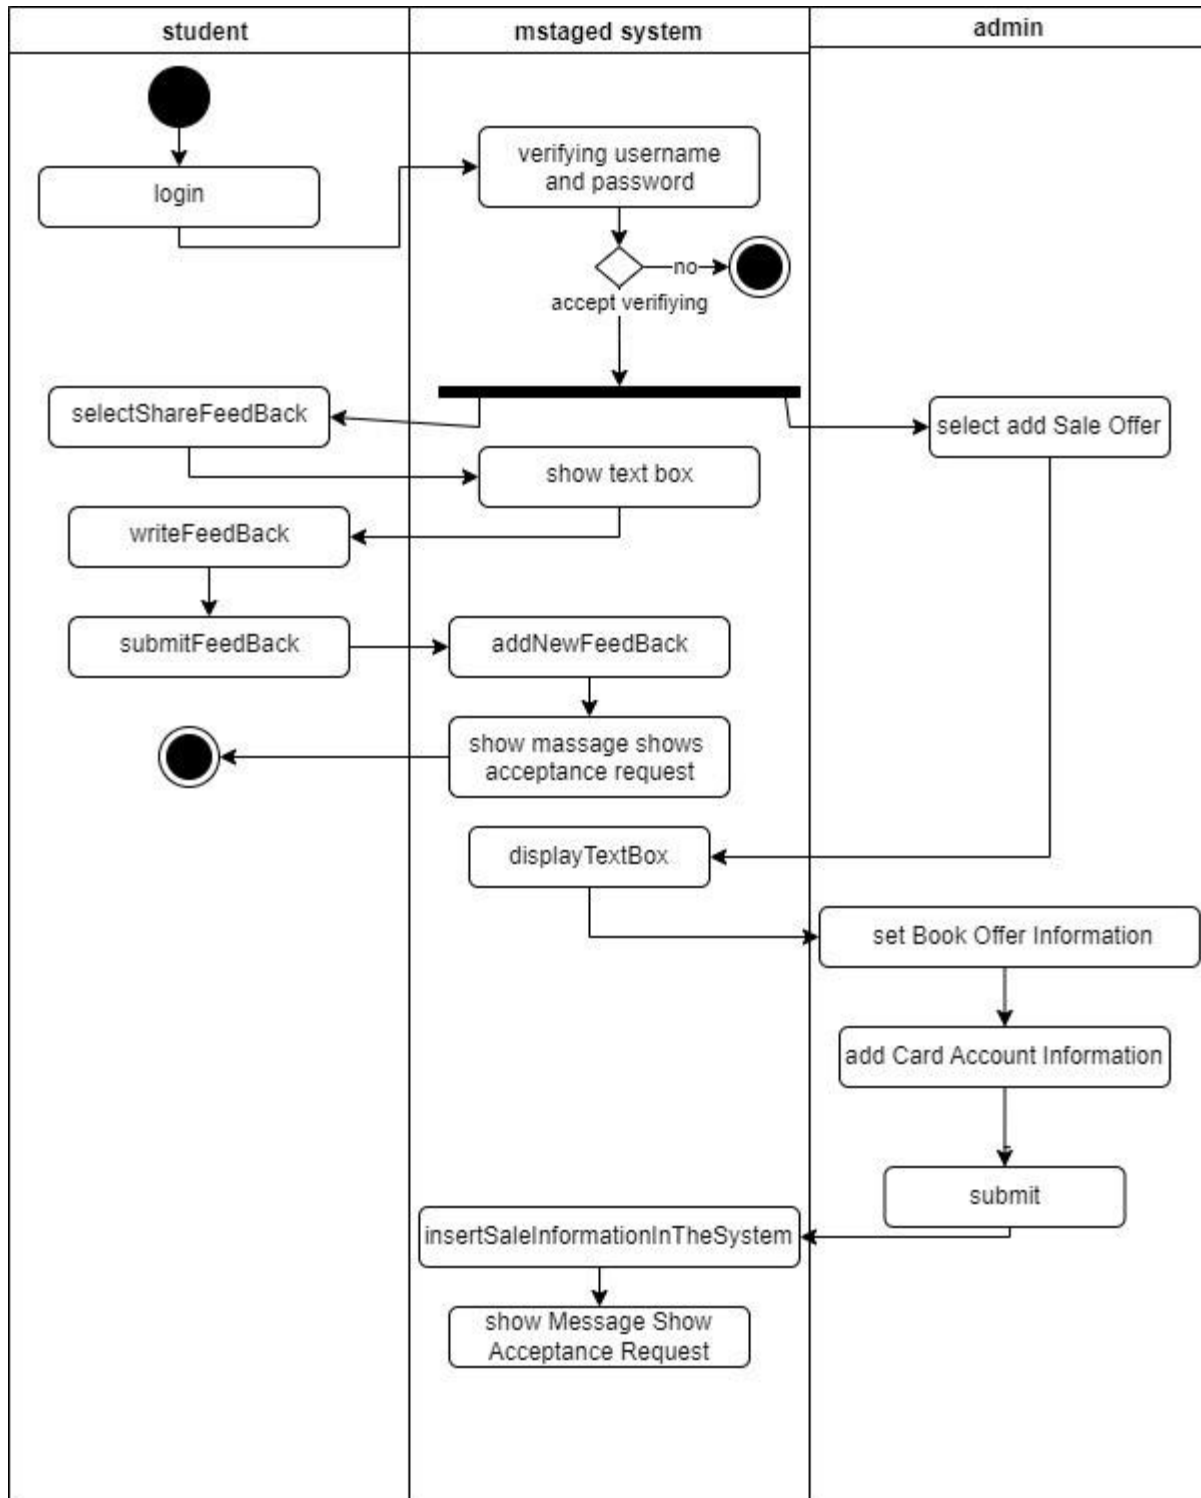 student
mstaged system
admin
verifying username
and password
login
no
accept verifiying
selectShareFeedBack
select add Sale Offer
show text box
writeFeedBack
submitFeedBack
addNewFeedBack
show massage shows
acceptance request
displayTextBox
set Book Offer Information
add Card Account Information
submit
insertSaleInformationInTheSystem
show Message Show
Acceptance Request